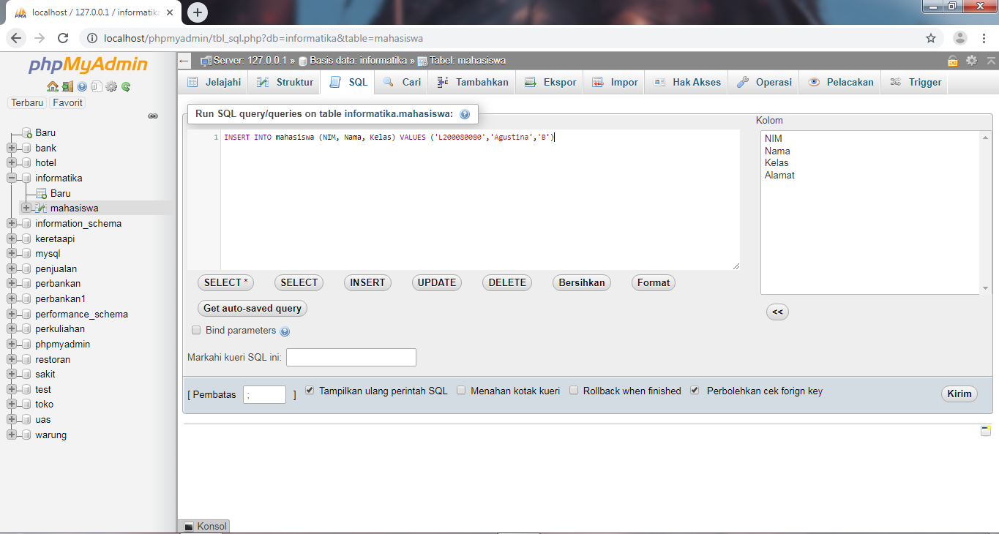 localhost / 127.0.0.1 / informatika
localhost/phpmyadmin/tbl_sql.php?db=informatika&table=mahasiswa
phpMyAdmin
Terbaru Favorit
Baru
bank
hotel
informatika
Baru
mahasiswa
information_schema
keretaapi
mysql
penjualan
perbankan
perbankan1
performance_schema
perkuliahan
phpmyadmin
restoran
sakit
test
toko
uas
warung
Server: 127.0.0.1 » Basis data: informatika » Tabel: mahasiswa
Jelajahi Struktur SQL Cari Tambahkan Ekspor Impor Hak Akses Operasi Pelacakan Trigger
Run SQL query/queries on table informatika.mahasiswa:
1 INSERT INTO mahasiswa (NIM, Nama, Kelas) VALUES ('L200080080','Agustina','B')
Kolom
NIM
Nama
Kelas
Alamat
<<
SELECT * SELECT INSERT UPDATE DELETE Bersihkan Format
Get auto-saved query
Bind parameters
Markahi kueri SQL ini:
[ Pembatas ; ] Tampilkan ulang perintah SQL Menahan kotak kueri Rollback when finished Perbolehkan cek forign key Kirim
Konsol